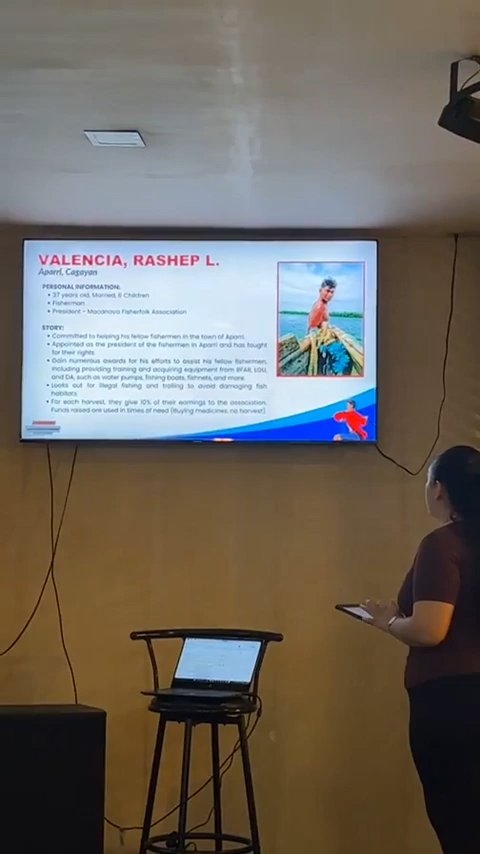 VALENCIA, RASHEP L.
Aparri, Cagayan
PERSONAL INFORMATION:
• 37 years old, Married, 6 Children
• Fisherman
• President - Macanaya Fisherfolk Association
STORY:
• Committed to helping his fellow fishermen in the town of Aparri.
• Appointed as the president of the fishermen in Aparri and has fought
for their rights
• Gain numerous awards for his efforts to assist his fellow fishermen,
including providing training and acquiring equipment from BFAR, LGU,
and DA, such as water pumps, fishing boats, fishnets, and more.
• Looks out for illegal fishing and trolling to avoid damaging fish
habitats
• For each harvest, they give 10% of their earnings to the association.
Funds raised are used in times of need (Buying medicines, no harvest)